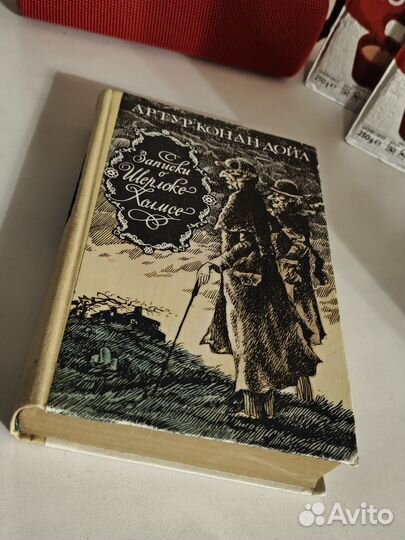 АРТУР КОНАН ДОЙЛ
Записки
о
Шерлоке
Холмсе
250 g e
250 g e
Avito